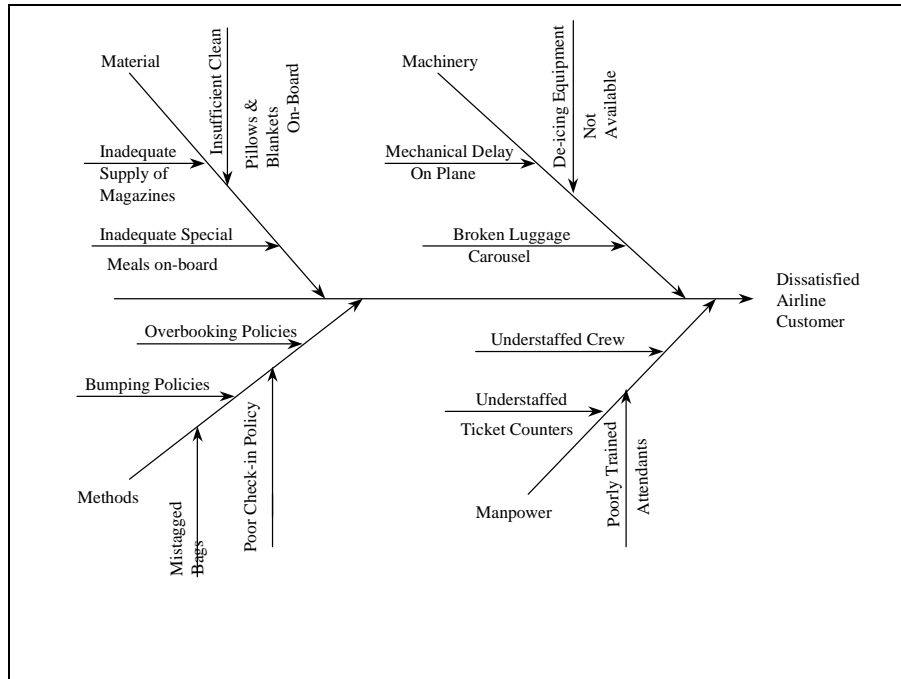 Material
Insufficient Clean
Pillows &
Blankets
On-Board
Inadequate
Supply of
Magazines
Inadequate Special
Meals on-board
Machinery
De-icing Equipment
Not
Available
Mechanical Delay
On Plane
Broken Luggage
Carousel
Dissatisfied
Airline
Customer
Overbooking Policies
Bumping Policies
Methods
Mistagged
Bags
Poor Check-in Policy
Understaffed Crew
Understaffed
Ticket Counters
Manpower
Poorly Trained
Attendants